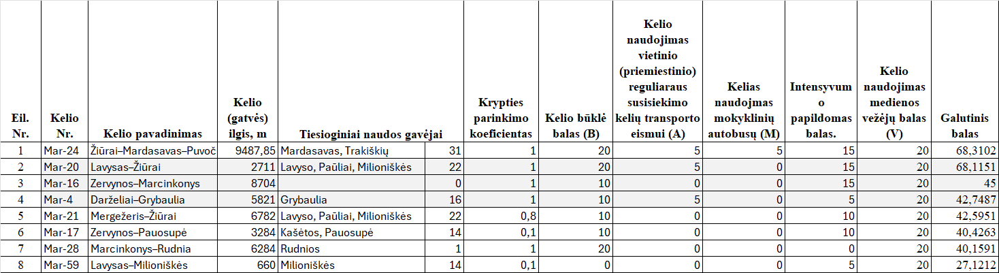 Eil. Nr. | Kelio Nr. | Kelio pavadinimas | Kelio (gatvės) ilgis, m | Tiesioginiai naudos gavėjai | Krypties parinkimo koeficientas | Kelio būklė balas (B) | Kelio naudojimas vietinio (priemiestinio) reguliaraus susisiekimo kelių transporto eismui (A) | Kelias naudojmas mokyklinių autobusų (M) | Intensyvum o papildomas balas. | Kelio naudojimas medienos vežėjų balas (V) | Galutinis balas
1 | Mar-24 | Žiūrai–Mardasavas–Puvoč | 9487,85 | Mardasavas, Trakiškių | 31 | 1 | 20 | 5 | 5 | 15 | 20 | 68,3102
2 | Mar-20 | Lavysas–Žiūrai | 2711 | Lavyso, Paūliai, Milioniškės | 22 | 1 | 20 | 5 | 0 | 15 | 20 | 68,1151
3 | Mar-16 | Zervynos–Marcinkonys | 8704 | | 0 | 1 | 10 | 0 | 0 | 15 | 20 | 45
4 | Mar-4 | Darželiai–Grybaulia | 5821 | Grybaulia | 16 | 1 | 10 | 5 | 0 | 5 | 20 | 42,7487
5 | Mar-21 | Mergežeris–Žiūrai | 6782 | Lavyso, Paūliai, Milioniškės | 22 | 0,8 | 10 | 0 | 0 | 10 | 20 | 42,5951
6 | Mar-17 | Zervynos–Pauosupė | 3284 | Kašėtos, Pauosupė | 14 | 0,1 | 10 | 0 | 0 | 10 | 20 | 40,4263
7 | Mar-28 | Marcinkonys–Rudnia | 6284 | Rudnios | 1 | 1 | 20 | 0 | 0 | 0 | 20 | 40,1591
8 | Mar-59 | Lavysas–Milioniškės | 660 | Milioniškės | 14 | 0,1 | 0 | 0 | 0 | 5 | 20 | 27,1212